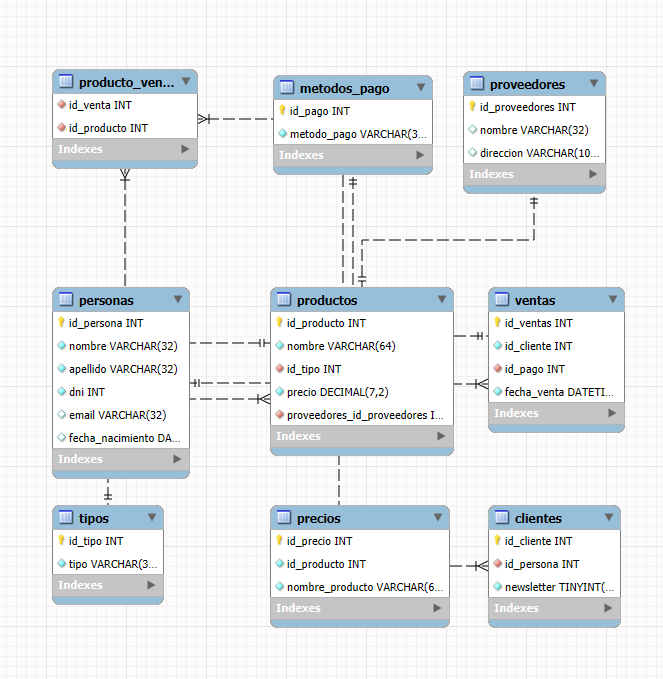 producto_ven...
id_venta INT
id_producto INT
Indexes
metodos_pago
id_pago INT
metodo_pago VARCHAR(3...
Indexes
proveedores
id_proveedores INT
nombre VARCHAR(32)
direccion VARCHAR(10...
Indexes
personas
id_persona INT
nombre VARCHAR(32)
apellido VARCHAR(32)
dni INT
email VARCHAR(32)
fecha_nacimiento DA...
Indexes
productos
id_producto INT
nombre VARCHAR(64)
id_tipo INT
precio DECIMAL(7,2)
proveedores_id_proveedores I...
Indexes
ventas
id_ventas INT
id_cliente INT
id_pago INT
fecha_venta DATETI...
Indexes
tipos
id_tipo INT
tipo VARCHAR(3...
Indexes
precios
id_precio INT
id_producto INT
nombre_producto VARCHAR(6...
Indexes
clientes
id_cliente INT
id_persona INT
newsletter TINYINT(...
Indexes